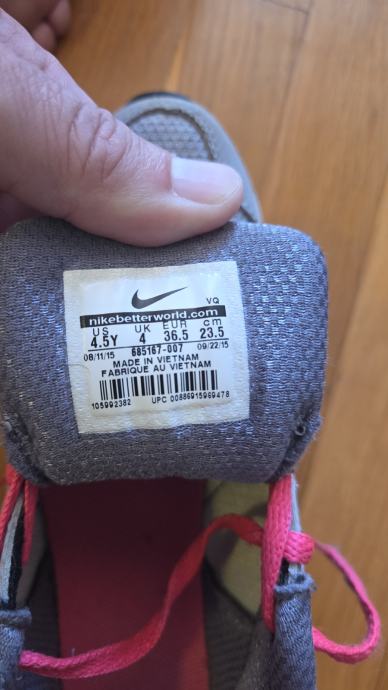 VQ
nikebetterworld.com
US UK EUR cm
4.5Y 4 36.5 23.5
08/11/15 685167-007 09/22/15
MADE IN VIETNAM
FABRIQUE AU VIETNAM
105992382 UPC 00886915969478